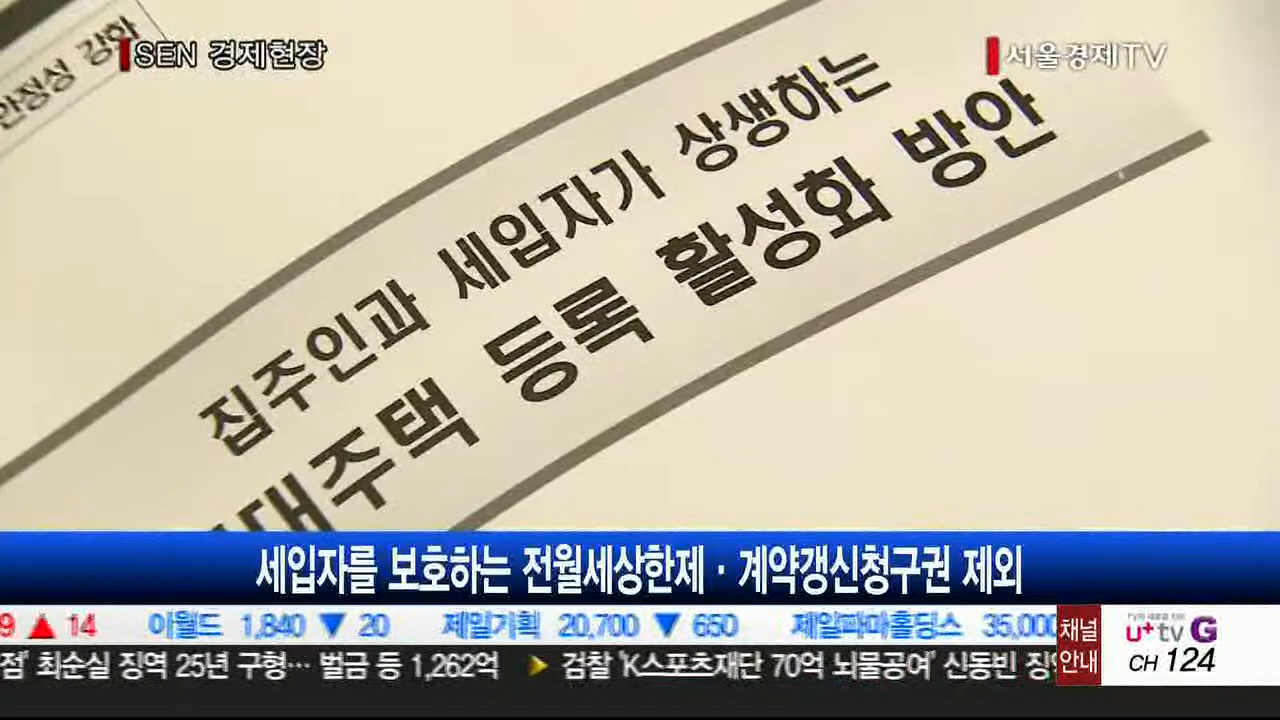 안정성 강화
SEN 경제현장
서울경제TV
집주인과 세입자가 상생하는
대주택 등록 활성화 방안
세입자를 보호하는 전월세상한제 · 계약갱신청구권 제외
9 ▲ 14 이월드 1,840 ▼ 20 제일기획 20,700 ▼ 650 제일파마홀딩스 35,000
점' 최순실 징역 25년 구형… 벌금 등 1,262억 ▶ 검찰 'K스포츠재단 70억 뇌물공여' 신동빈 징역
채널
안내
u+tv G
CH 124